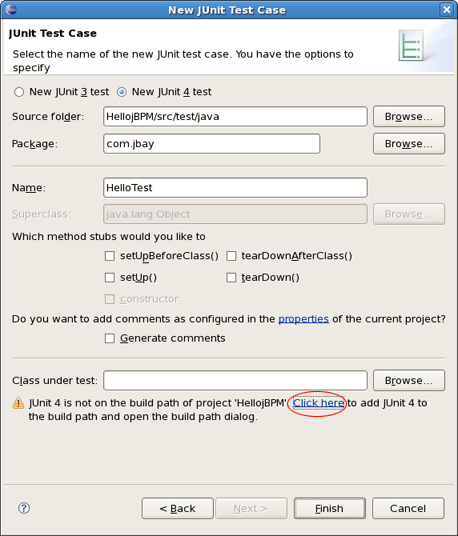 New JUnit Test Case
JUnit Test Case
Select the name of the new JUnit test case. You have the options to
specify
New JUnit 3 test New JUnit 4 test
Source folder: HellojBPM/src/test/java Browse...
Package: com.jbay Browse...
Name: HelloTest
Superclass: java.lang.Object Browse...
Which method stubs would you like to
setUpBeforeClass() tearDownAfterClass()
setUp() tearDown()
constructor
Do you want to add comments as configured in the properties of the current project?
Generate comments
Class under test: Browse...
JUnit 4 is not on the build path of project 'HellojBPM'. Click here to add JUnit 4 to
the build path and open the build path dialog.
? < Back Next > Finish Cancel